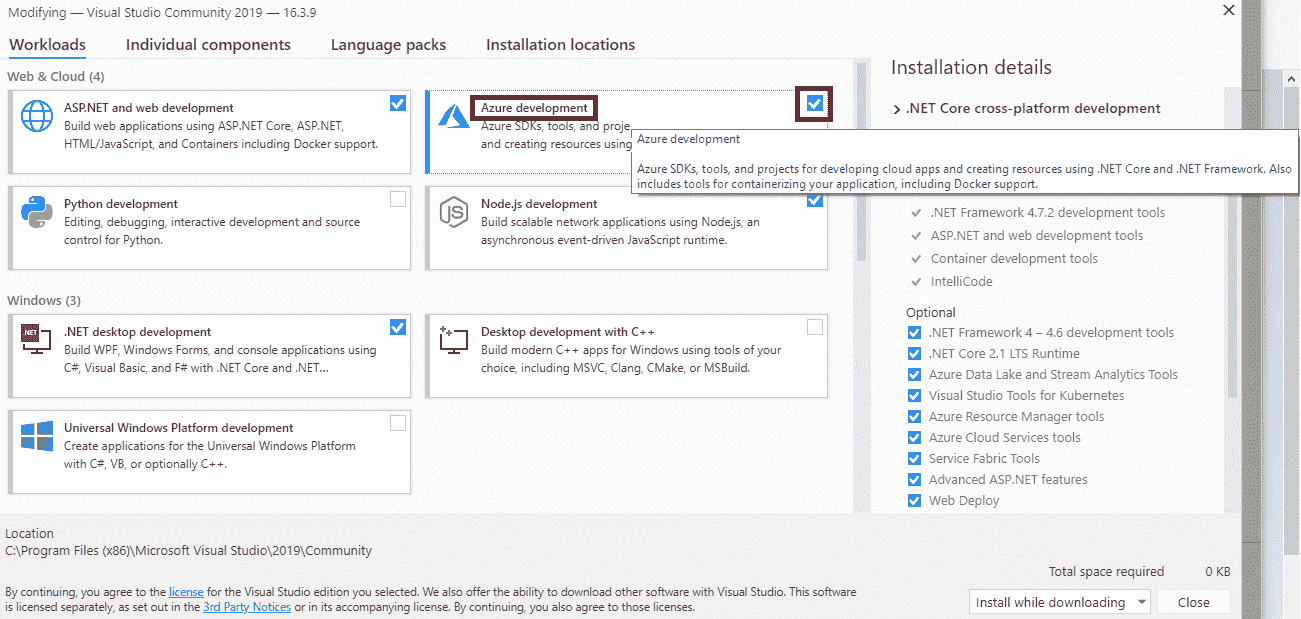 Modifying — Visual Studio Community 2019 — 16.3.9
Workloads
Individual components
Language packs
Installation locations
Web & Cloud (4)
ASP.NET and web development
Build web applications using ASP.NET Core, ASP.NET,
HTML/JavaScript, and Containers including Docker support.
Azure development
Azure SDKs, tools, and proje
and creating resources using
Python development
Editing, debugging, interactive development and source
control for Python.
Node.js development
Build scalable network applications using Node.js, an
asynchronous event-driven JavaScript runtime.
Windows (3)
.NET
.NET desktop development
Build WPF, Windows Forms, and console applications using
C#, Visual Basic, and F# with .NET Core and .NET...
Desktop development with C++
Build modern C++ apps for Windows using tools of your
choice, including MSVC, Clang, CMake, or MSBuild.
Universal Windows Platform development
Create applications for the Universal Windows Platform
with C#, VB, or optionally C++.
Installation details
.NET Core cross-platform development
Azure development
Azure SDKs, tools, and projects for developing cloud apps and creating resources using .NET Core and .NET Framework. Also
includes tools for containerizing your application, including Docker support.
.NET Framework 4.7.2 development tools
ASP.NET and web development tools
Container development tools
IntelliCode
Optional
.NET Framework 4 – 4.6 development tools
.NET Core 2.1 LTS Runtime
Azure Data Lake and Stream Analytics Tools
Visual Studio Tools for Kubernetes
Azure Resource Manager tools
Azure Cloud Services tools
Service Fabric Tools
Advanced ASP.NET features
Web Deploy
Location
C:\Program Files (x86)\Microsoft Visual Studio\2019\Community
By continuing, you agree to the license for the Visual Studio edition you selected. We also offer the ability to download other software with Visual Studio. This software
is licensed separately, as set out in the 3rd Party Notices or in its accompanying license. By continuing, you also agree to those licenses.
Total space required 0 KB
Install while downloading
Close